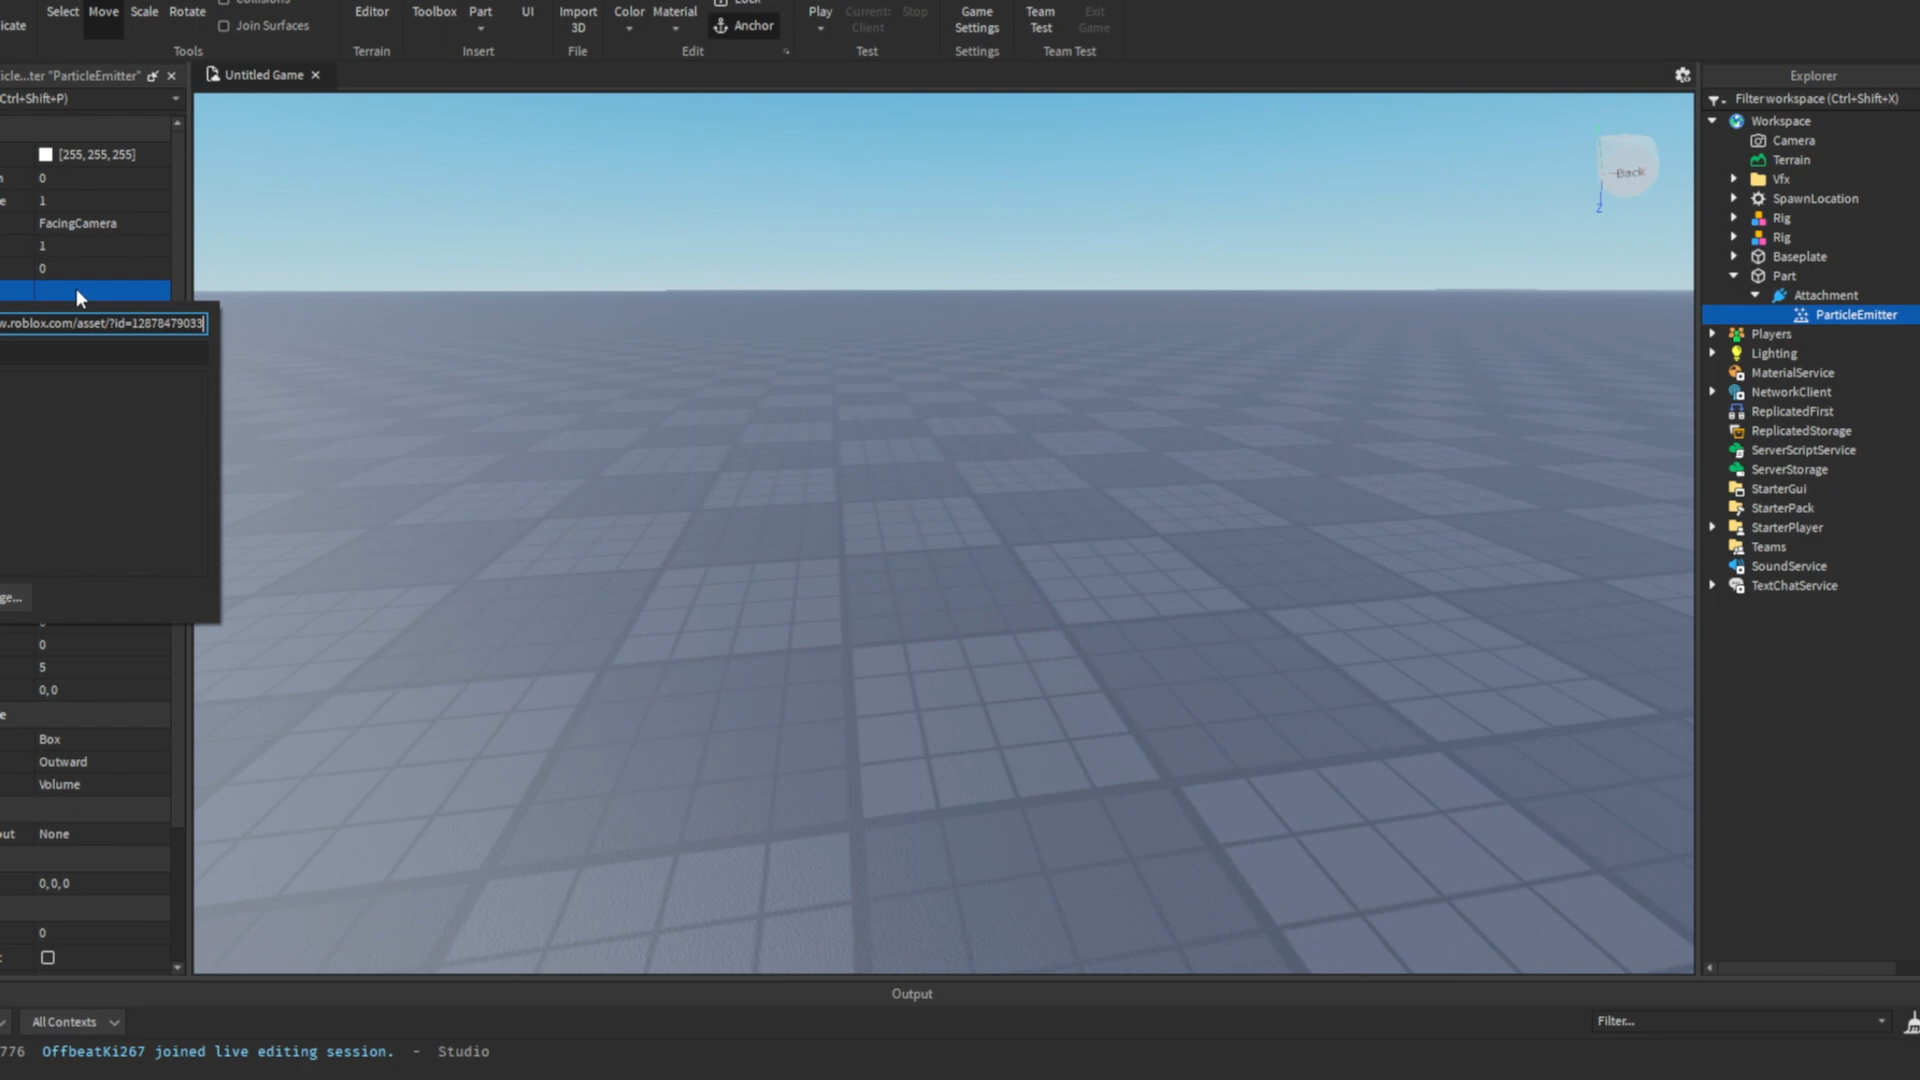 icate
Select
Move
Scale
Rotate
Join Surfaces
Tools
Editor
Terrain
Toolbox
Part
UI
Insert
Import
3D
File
Color
Material
Anchor
Edit
Play
Current:
Client
Stop
Test
Game
Settings
Settings
Team
Test
Exit
Game
Team Test
icle...ter "ParticleEmitter"
Ctrl+Shift+P)
[255, 255, 255]
0
1
FacingCamera
1
0
w.roblox.com/asset/?id=12878479033
ge...
0
5
0, 0
Box
Outward
Volume
out None
0, 0, 0
0
Untitled Game
Back
Z
Explorer
Filter workspace (Ctrl+Shift+X)
Workspace
Camera
Terrain
Vfx
SpawnLocation
Rig
Rig
Baseplate
Part
Attachment
ParticleEmitter
Players
Lighting
MaterialService
NetworkClient
ReplicatedFirst
ReplicatedStorage
ServerScriptService
ServerStorage
StarterGui
StarterPack
StarterPlayer
Teams
SoundService
TextChatService
Output
All Contexts
Filter...
776 OffbeatKi267 joined live editing session. - Studio